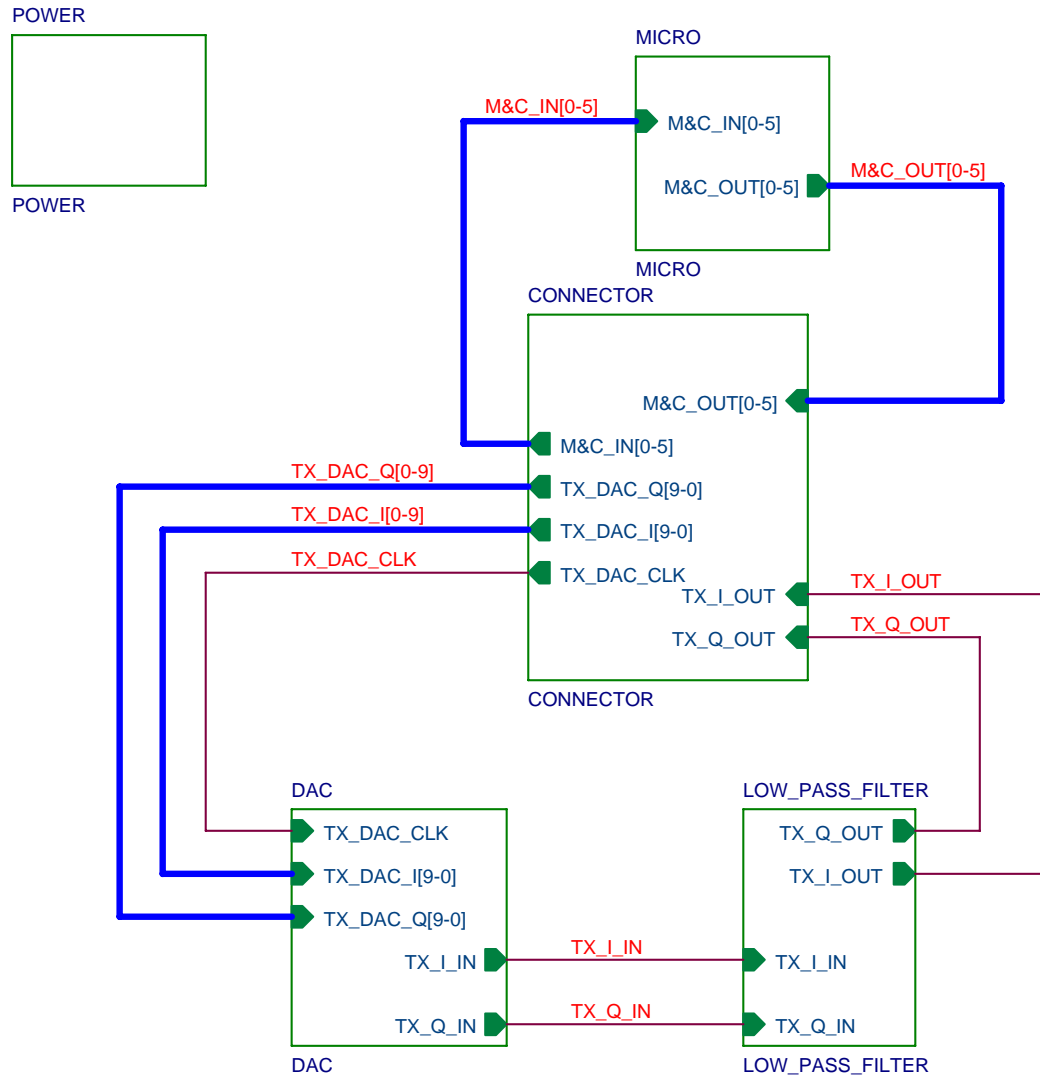 POWER
POWER
MICRO
M&C_IN[0-5]
M&C_IN[0-5]
M&C_OUT[0-5]
M&C_OUT[0-5]
MICRO
CONNECTOR
M&C_OUT[0-5]
M&C_IN[0-5]
TX_DAC_Q[0-9]
TX_DAC_Q[9-0]
TX_DAC_I[0-9]
TX_DAC_I[9-0]
TX_DAC_CLK
TX_DAC_CLK
TX_I_OUT
TX_I_OUT
TX_Q_OUT
TX_Q_OUT
CONNECTOR
DAC
TX_DAC_CLK
TX_DAC_I[9-0]
TX_DAC_Q[9-0]
TX_I_IN
TX_Q_IN
DAC
TX_I_IN
TX_Q_IN
LOW_PASS_FILTER
TX_Q_OUT
TX_I_OUT
TX_I_IN
TX_Q_IN
LOW_PASS_FILTER